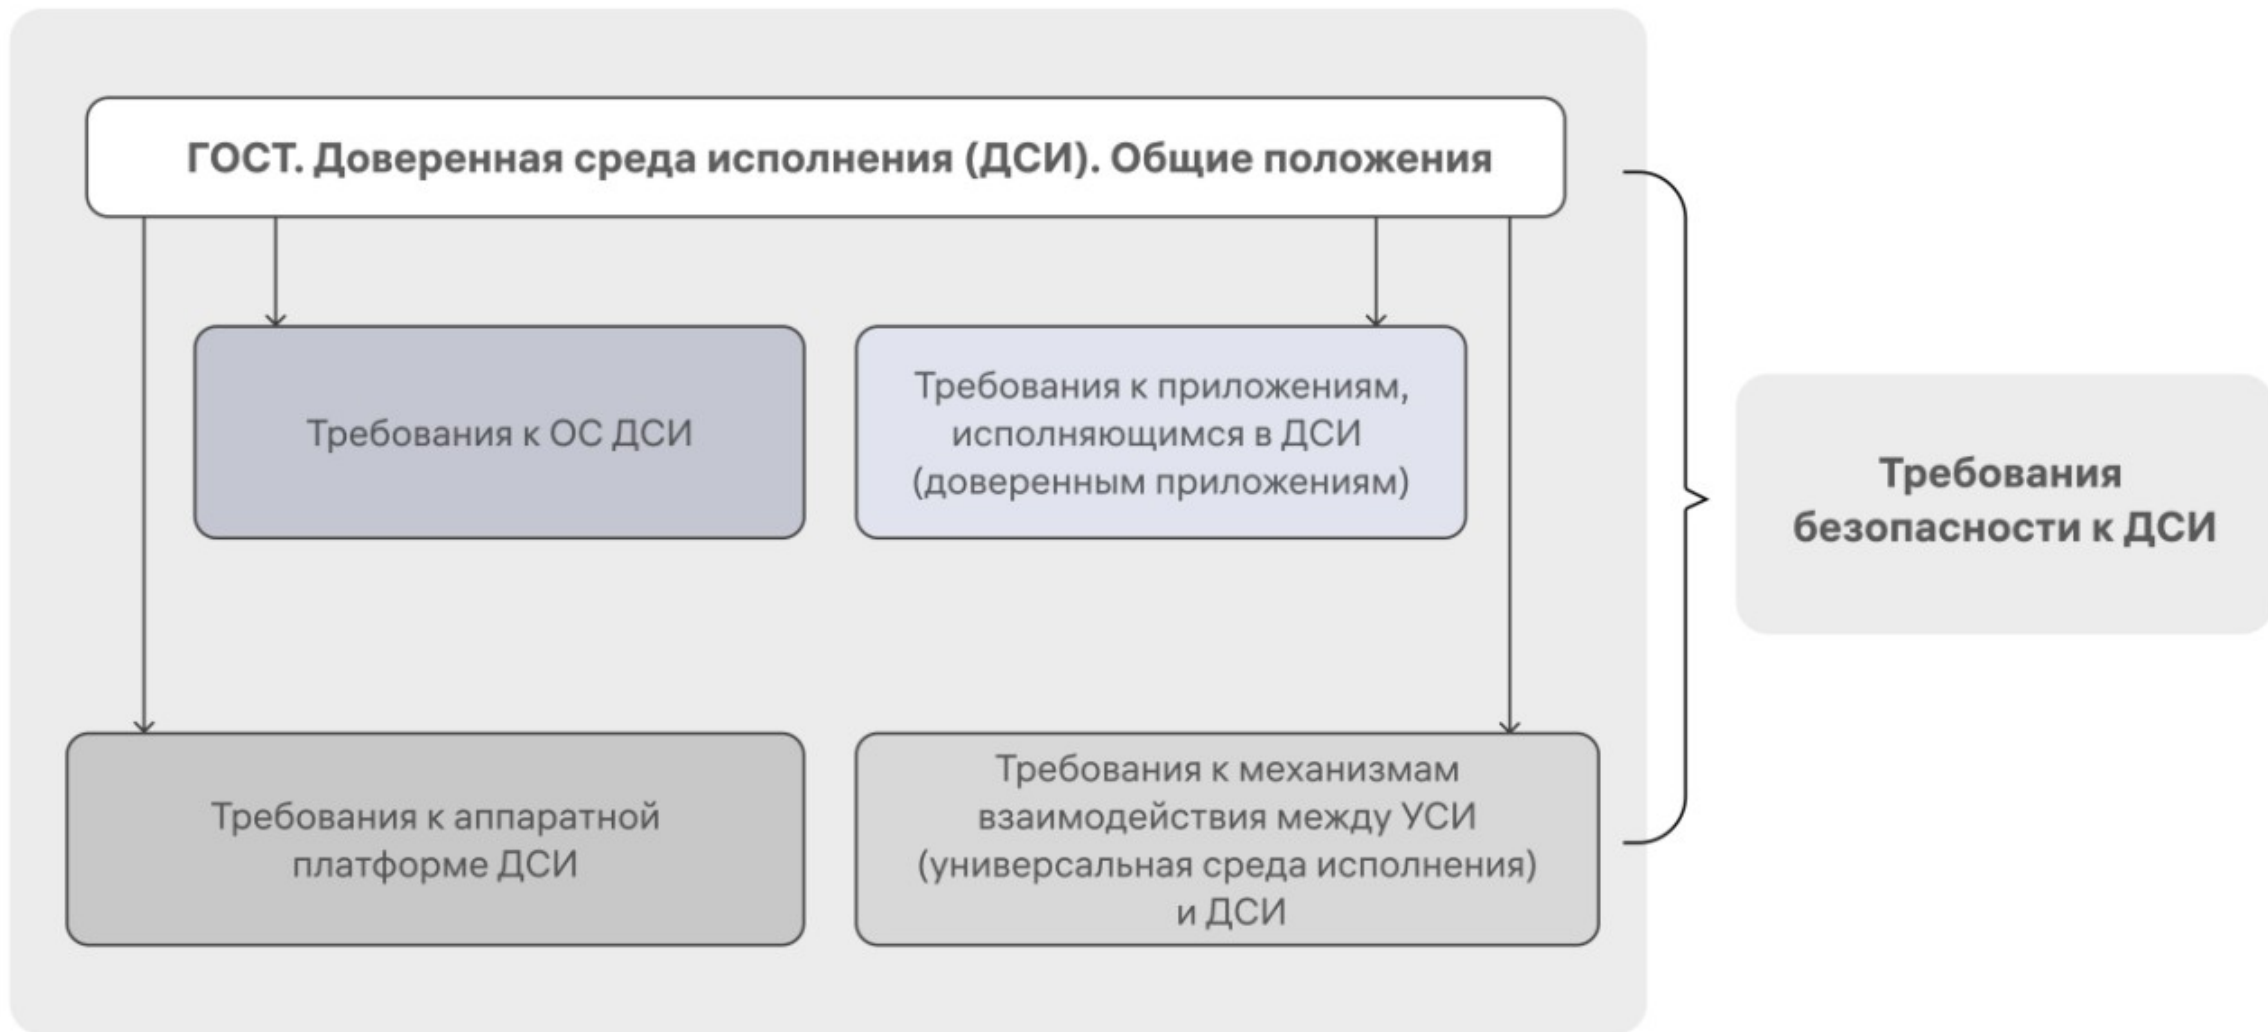 ГОСТ. Доверенная среда исполнения (ДСИ). Общие положения
Требования к ОС ДСИ
Требования к приложениям,
исполняющимся в ДСИ
(доверенным приложениям)
Требования к аппаратной
платформе ДСИ
Требования к механизмам
взаимодействия между УСИ
(универсальная среда исполнения)
и ДСИ
Требования
безопасности к ДСИ